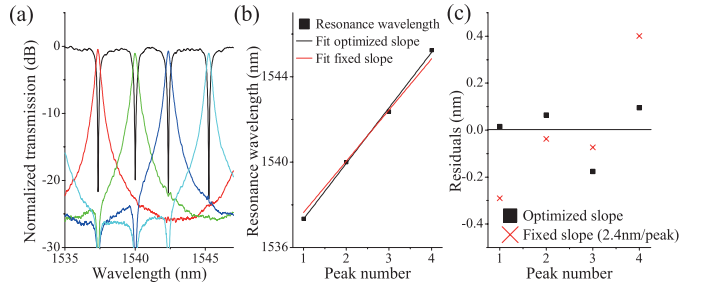 (a)
Normalized transmission (dB)
0
-10
-20
-30
1535
1540
1545
Wavelength (nm)
(b)
Resonance wavelength (nm)
1544
1540
1536
Resonance wavelength
Fit optimized slope
Fit fixed slope
1 2 3 4
Peak number
(c)
Residuals (nm)
0.4
0.2
0.0
-0.2
-0.4
Optimized slope
Fixed slope (2.4nm/peak)
1 2 3 4
Peak number